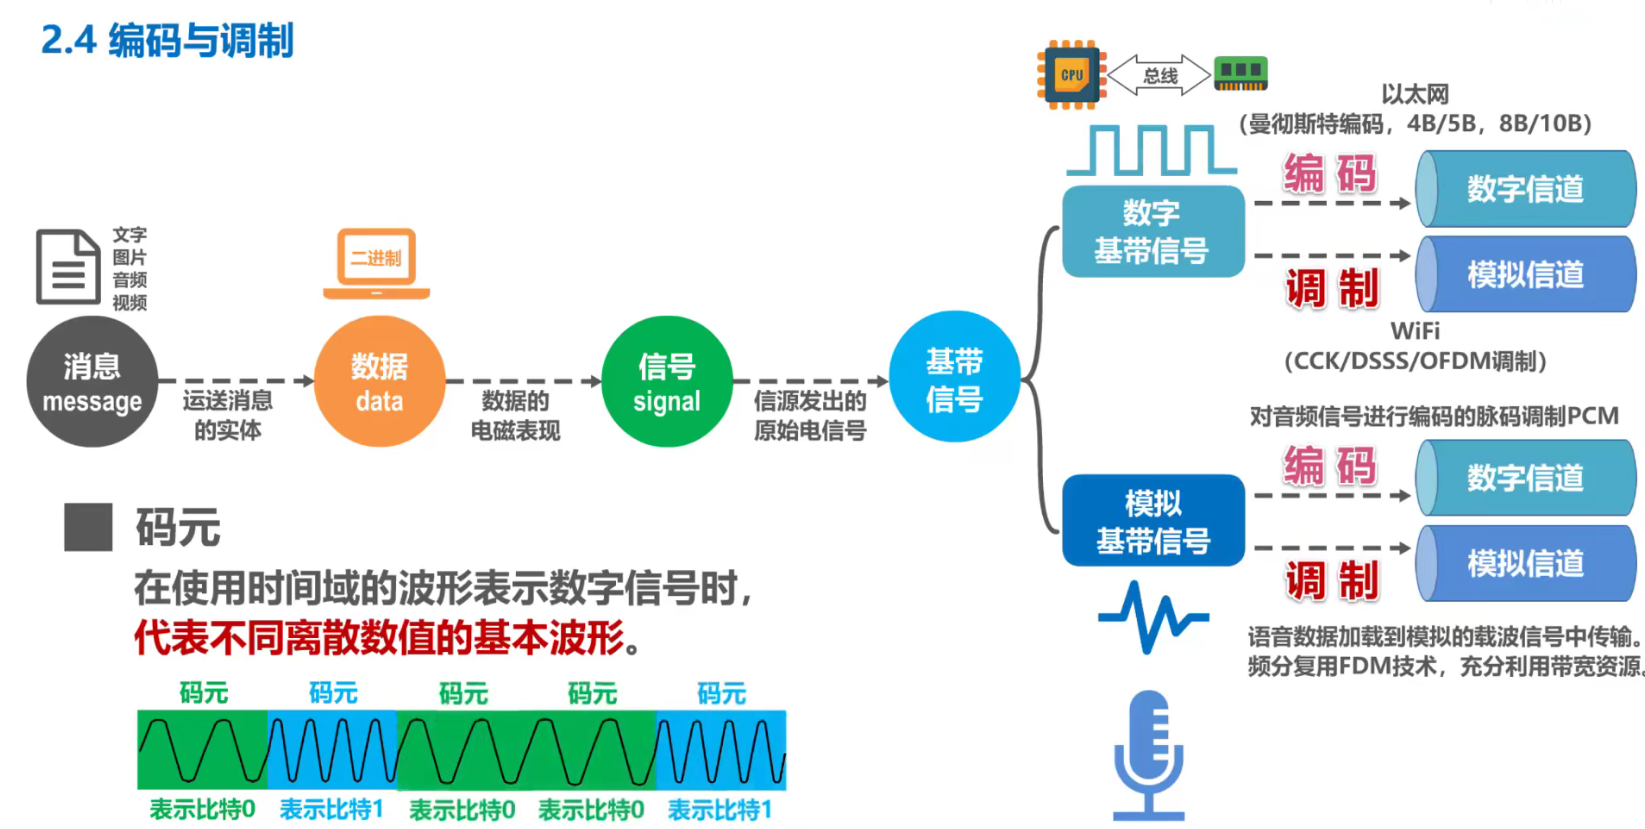 2.4 编码与调制
CPU
总线
以太网
（曼彻斯特编码，4B/5B，8B/10B）
编 码
数字信道
数字
基带信号
调 制
模拟信道
WiFi
（CCK/DSSS/OFDM调制）
文字
图片
音频
视频
二进制
消息
message
运送消息
的实体
数据
data
数据的
电磁表现
信号
signal
信源发出的
原始电信号
基带
信号
对音频信号进行编码的脉码调制PCM
编 码
数字信道
模拟
基带信号
调 制
模拟信道
语音数据加载到模拟的载波信号中传输。
频分复用FDM技术，充分利用带宽资源。
码元
在使用时间域的波形表示数字信号时，
代表不同离散数值的基本波形。
码元 码元 码元 码元 码元
表示比特0 表示比特1 表示比特0 表示比特0 表示比特1